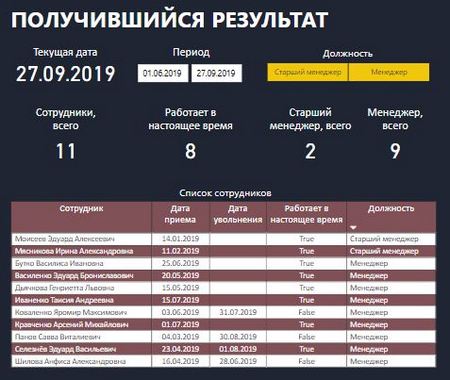 ПОЛУЧИВШИЙСЯ РЕЗУЛЬТАТ
Текущая дата Период Должность
27.09.2019 01.06.2019 27.09.2019 Старший менеджер Менеджер
Сотрудники, всего Работает в настоящее время Старший менеджер, всего Менеджер, всего
11 8 2 9
Список сотрудников
Сотрудник Дата приема Дата увольнения Работает в настоящее время Должность
Моисеев Эдуард Алексеевич 14.01.2019 True Старший менеджер
Мясникова Ирина Александровна 11.02.2019 True Старший менеджер
Бутко Василиса Ивановна 25.06.2019 True Менеджер
Василенко Эдуард Брониславович 20.05.2019 True Менеджер
Дьячкова Генриетта Львовна 15.05.2019 True Менеджер
Иваненко Таисия Андреевна 15.07.2019 True Менеджер
Коваленко Яромир Максимович 03.06.2019 31.07.2019 False Менеджер
Кравченко Арсений Михайлович 01.07.2019 True Менеджер
Панов Савва Виталиевич 04.03.2019 30.08.2019 False Менеджер
Селезнёв Эдуард Васильевич 23.04.2019 01.08.2019 True Менеджер
Шилова Анфиса Александровна 16.04.2019 28.06.2019 False Менеджер